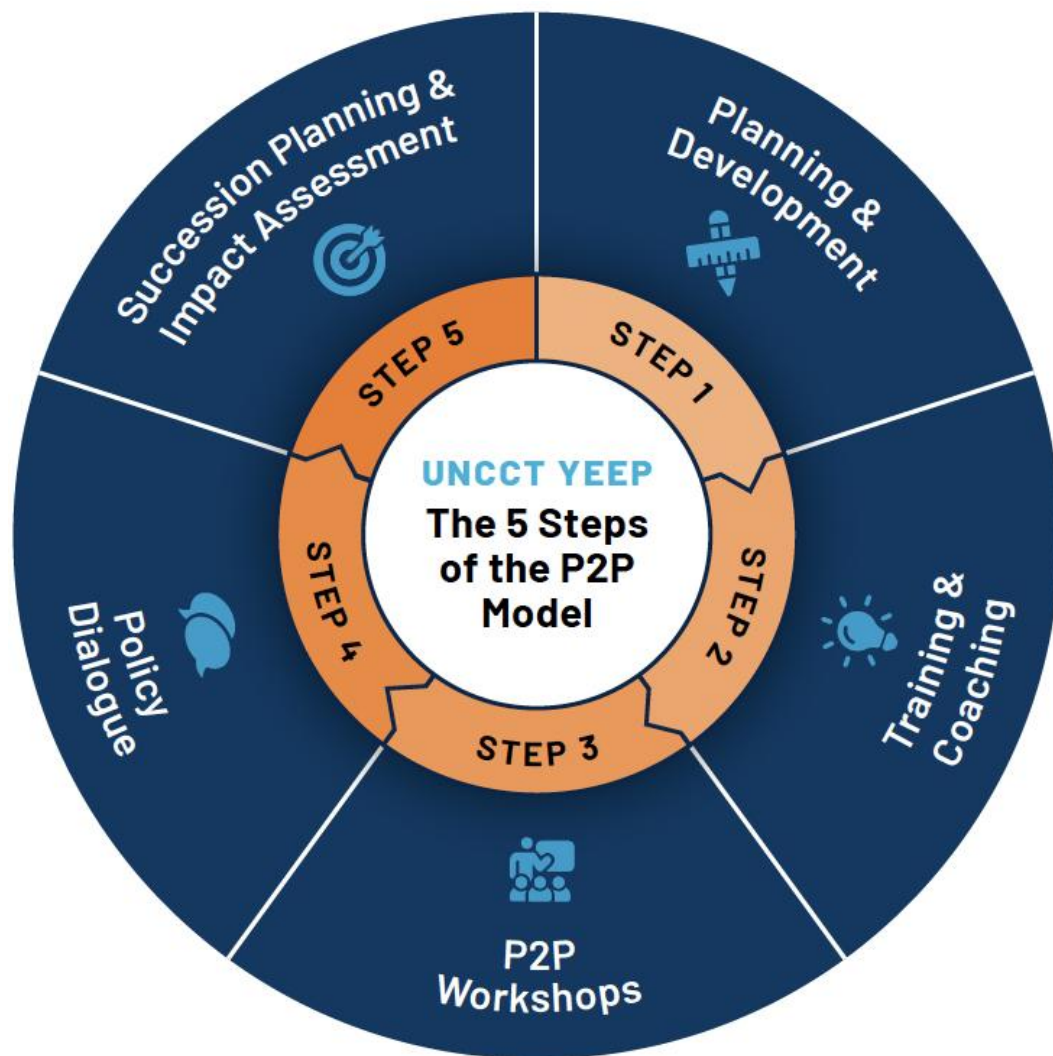 UNCCT YEEP
The 5 Steps
of the P2P
Model
STEP 1
Planning &
Development
STEP 2
Training &
Coaching
STEP 3
P2P
Workshops
STEP 4
Policy
Dialogue
STEP 5
Succession Planning &
Impact Assessment